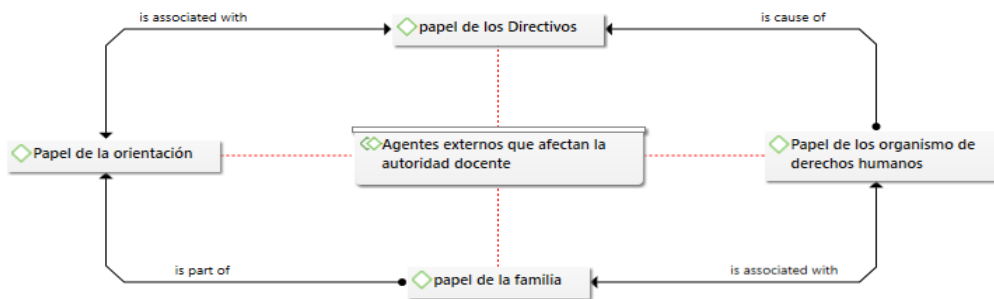 is associated with
papel de los Directivos
is cause of
Papel de la orientación
Agentes externos que afectan la
autoridad docente
Papel de los organismo de
derechos humanos
is part of
papel de la familia
is associated with